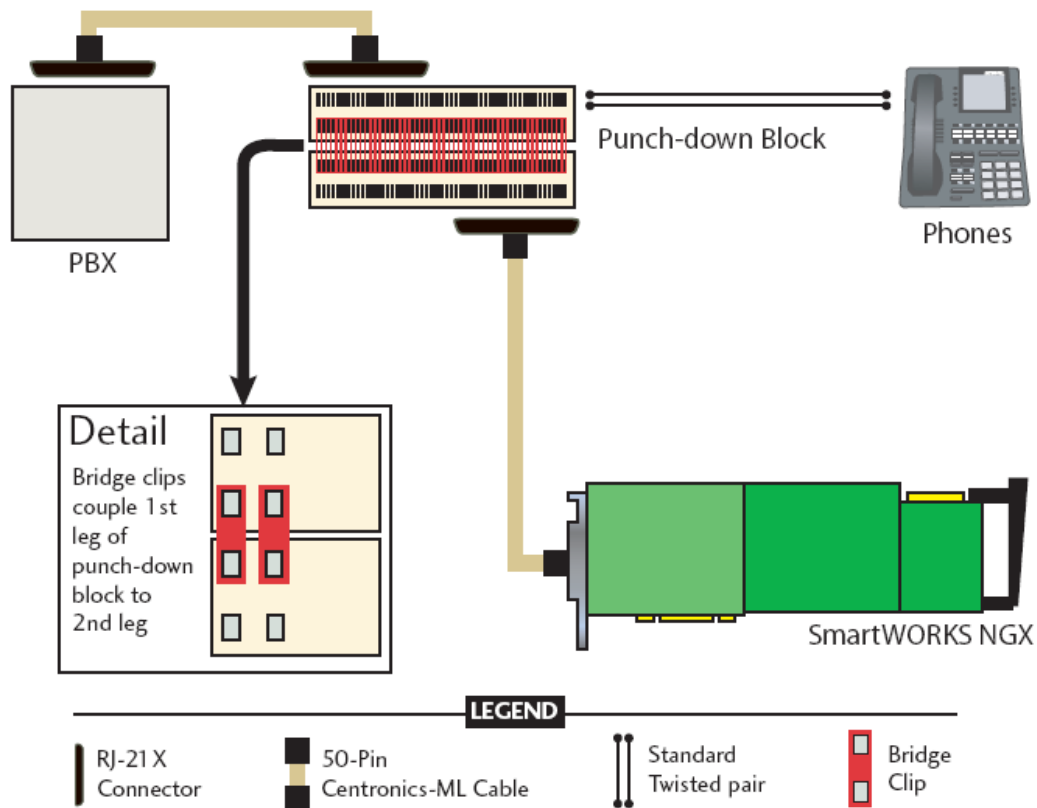 PBX
Punch-down Block
Phones
Detail
Bridge clips
couple 1st
leg of
punch-down
block to
2nd leg
SmartWORKS NGX
LEGEND
RJ-21X
Connector
50-Pin
Centronics-ML Cable
Standard
Twisted pair
Bridge
Clip